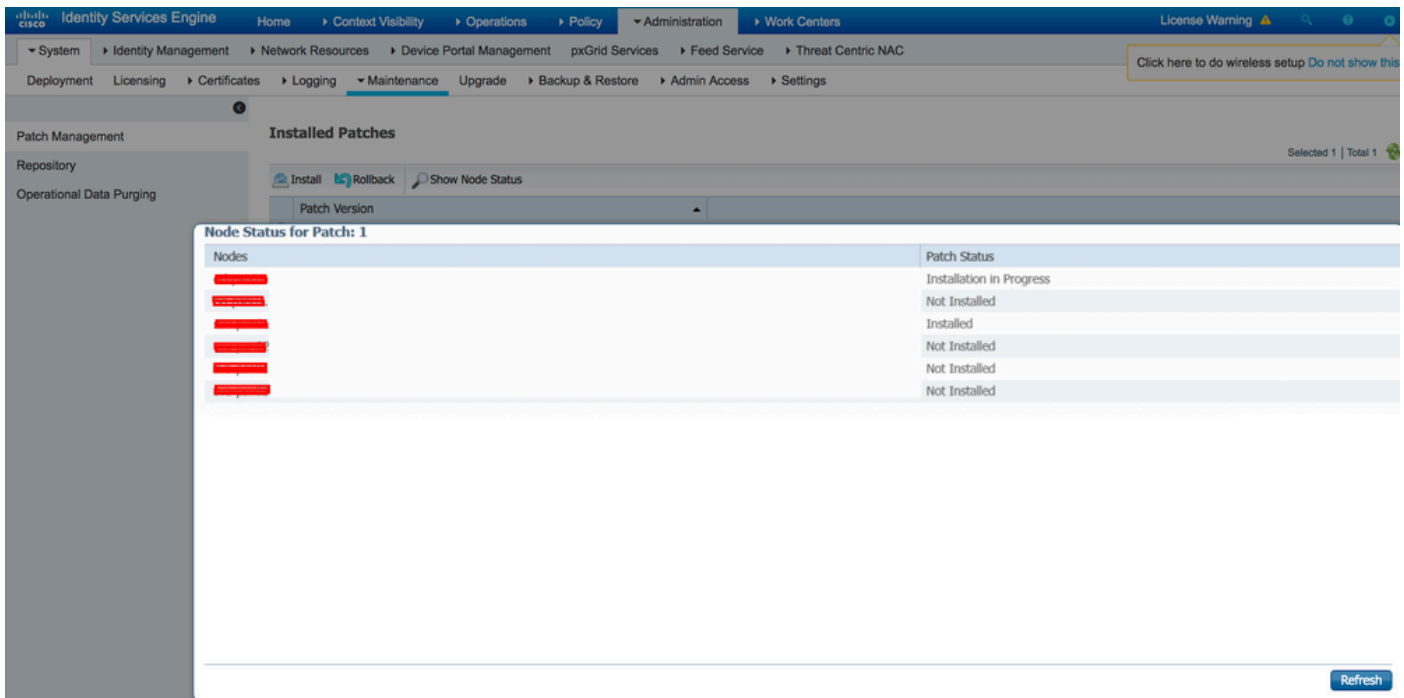 cisco Identity Services Engine Home Context Visibility Operations Policy Administration Work Centers License Warning
System Identity Management Network Resources Device Portal Management pxGrid Services Feed Service Threat Centric NAC
Click here to do wireless setup Do not show this
Deployment Licensing Certificates Logging Maintenance Upgrade Backup & Restore Admin Access Settings
Patch Management
Repository
Operational Data Purging
Installed Patches
Selected 1 | Total 1
Install Rollback Show Node Status
Patch Version
Node Status for Patch: 1
Nodes Patch Status
Installation in Progress
Not Installed
Installed
Not Installed
Not Installed
Not Installed
Refresh